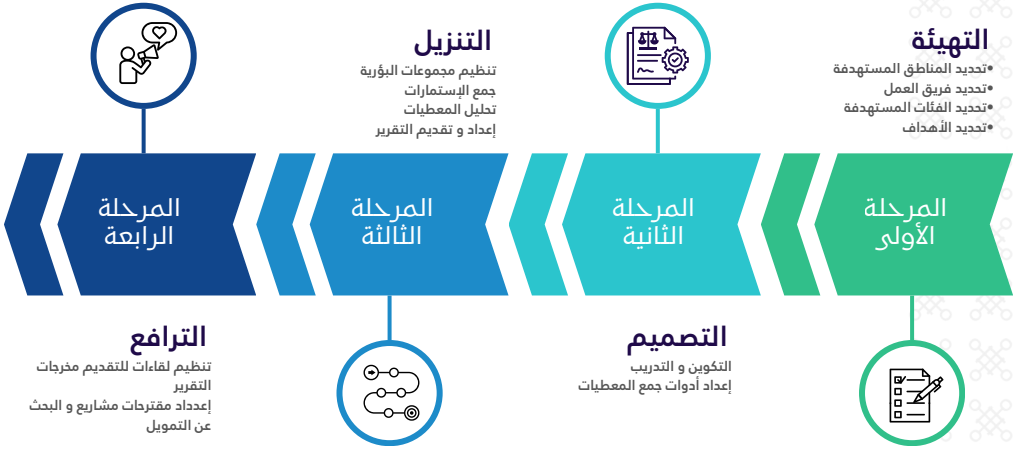 التهيئة
•تحديد المناطق المستهدفة
•تحديد فريق العمل
•تحديد الفئات المستهدفة
•تحديد الأهداف
المرحلة
الأولى
المرحلة
الثانية
التصميم
التكوين و التدريب
إعداد أدوات جمع المعطيات
التنزيل
تنظيم مجموعات البؤرية
جمع الإستمارات
تحليل المعطيات
إعداد و تقديم التقرير
المرحلة
الثالثة
المرحلة
الرابعة
الترافع
تنظيم لقاءات للتقديم مخرجات
التقرير
إعدداد مقترحات مشاريع و البحث
عن التمويل